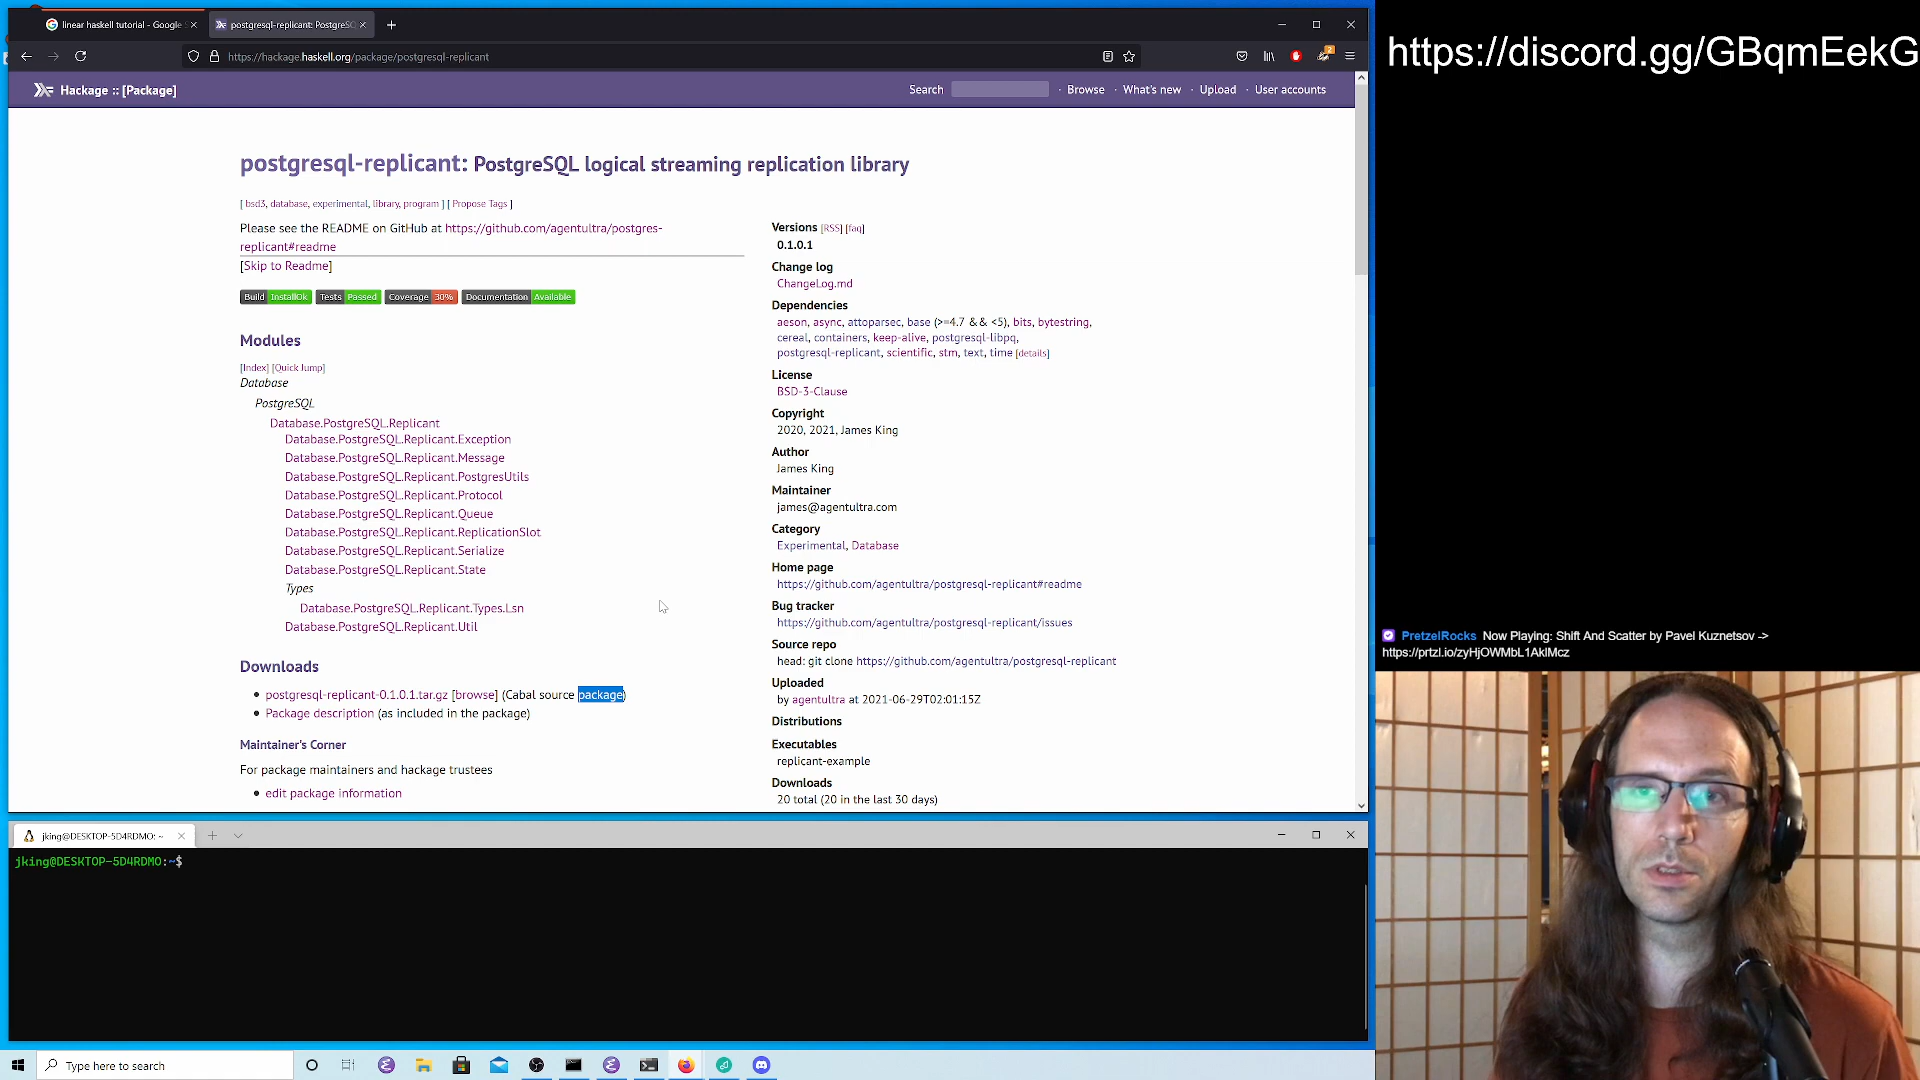 linear haskell tutorial - Google
postgresql-replicant: PostgreSQ
https://hackage.haskell.org/package/postgresql-replicant
2
https://discord.gg/GBqmEekG
Hackage :: [Package]
Search · Browse · What's new · Upload · User accounts
postgresql-replicant: PostgreSQL logical streaming replication library
[ bsd3, database, experimental, library, program ] [ Propose Tags ]
Please see the README on GitHub at https://github.com/agentultra/postgres-
replicant#readme
[Skip to Readme]
Build InstallOk Tests Passed Coverage 30% Documentation Available
Modules
[Index] [Quick Jump]
Database
PostgreSQL
Database.PostgreSQL.Replicant
Database.PostgreSQL.Replicant.Exception
Database.PostgreSQL.Replicant.Message
Database.PostgreSQL.Replicant.PostgresUtils
Database.PostgreSQL.Replicant.Protocol
Database.PostgreSQL.Replicant.Queue
Database.PostgreSQL.Replicant.ReplicationSlot
Database.PostgreSQL.Replicant.Serialize
Database.PostgreSQL.Replicant.State
Types
Database.PostgreSQL.Replicant.Types.Lsn
Database.PostgreSQL.Replicant.Util
Downloads
• postgresql-replicant-0.1.0.1.tar.gz [browse] (Cabal source package)
• Package description (as included in the package)
Maintainer's Corner
For package maintainers and hackage trustees
• edit package information
Versions [RSS] [faq]
0.1.0.1
Change log
ChangeLog.md
Dependencies
aeson, async, attoparsec, base (>=4.7 && <5), bits, bytestring,
cereal, containers, keep-alive, postgresql-libpq,
postgresql-replicant, scientific, stm, text, time [details]
License
BSD-3-Clause
Copyright
2020, 2021, James King
Author
James King
Maintainer
james@agentultra.com
Category
Experimental, Database
Home page
https://github.com/agentultra/postgresql-replicant#readme
Bug tracker
https://github.com/agentultra/postgresql-replicant/issues
Source repo
head: git clone https://github.com/agentultra/postgresql-replicant
Uploaded
by agentultra at 2021-06-29T02:01:15Z
Distributions
Executables
replicant-example
Downloads
20 total (20 in the last 30 days)
PretzelRocks Now Playing: Shift And Scatter by Pavel Kuznetsov ->
https://prtzl.io/zyHjOWMbL1AklMcz
jking@DESKTOP-5D4RDMO: ~
jking@DESKTOP-5D4RDMO:~$
Type here to search